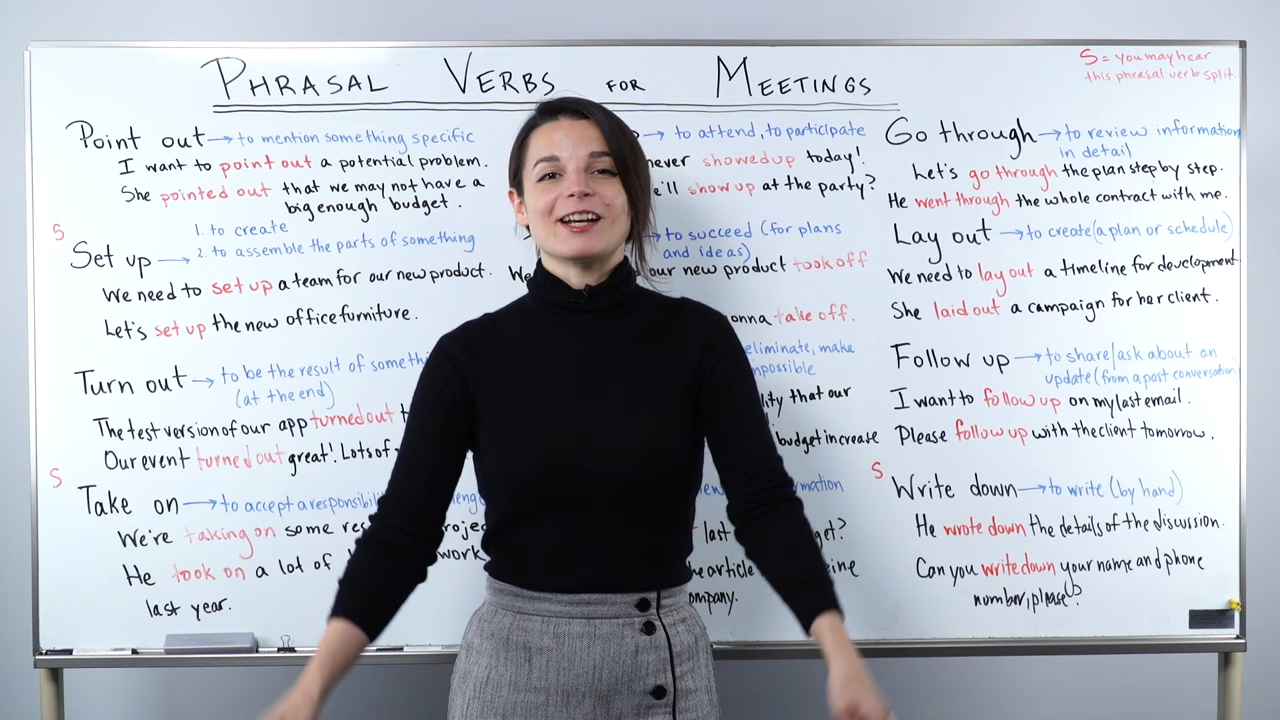 PHRASAL VERBS FOR MEETINGS
S = you may hear
this phrasal verb split.
Point out → to mention something specific
I want to point out a potential problem.
She pointed out that we may not have a
big enough budget.
S
1. to create
Set up → 2. to assemble the parts of something
We need to set up a team for our new product.
Let's set up the new office furniture.
Turn out → to be the result of
(at the end)
The test version of our app turned out
Our event turned out great! Lots of
S
Take on → to accept a
We're taking on some
He took on a lot of work
last year.
→ to attend, to participate
never showed up today!
show up at the party?
→ to succeed (for plans
and ideas)
our new product took off
take off.
eliminate, make
that our
budget increase
last
the article
Go through → to review information
in detail
Let's go through the plan step by step.
He went through the whole contract with me.
Lay out → to create (a plan or schedule)
We need to lay out a timeline for development.
She laid out a campaign for her client.
Follow up → to share/ask about an
update (from a past conversation)
I want to follow up on my last email.
Please follow up with the client tomorrow.
S
Write down → to write (by hand)
He wrote down the details of the discussion.
Can you write down your name and phone
number, please?